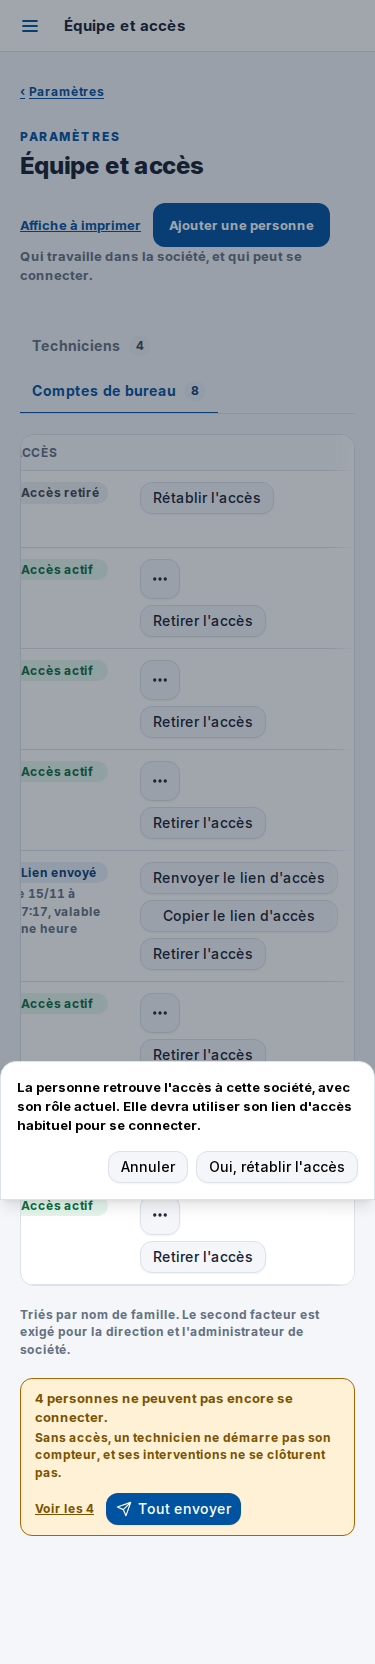 Équipe et accès
‹ Paramètres
PARAMÈTRES
Équipe et accès
Affiche à imprimer
Ajouter une personne
Qui travaille dans la société, et qui peut se
connecter.
Techniciens 4
Comptes de bureau 8
CCÈS
Accès retiré
Rétablir l'accès
Accès actif
Retirer l'accès
Accès actif
Retirer l'accès
Accès actif
Retirer l'accès
Lien envoyé
e 15/11 à
7:17, valable
ne heure
Renvoyer le lien d'accès
Copier le lien d'accès
Retirer l'accès
Accès actif
Retirer l'accès
La personne retrouve l'accès à cette société, avec
son rôle actuel. Elle devra utiliser son lien d'accès
habituel pour se connecter.
Annuler
Oui, rétablir l'accès
Accès actif
Retirer l'accès
Triés par nom de famille. Le second facteur est
exigé pour la direction et l'administrateur de
société.
4 personnes ne peuvent pas encore se
connecter.
Sans accès, un technicien ne démarre pas son
compteur, et ses interventions ne se clôturent
pas.
Voir les 4
Tout envoyer